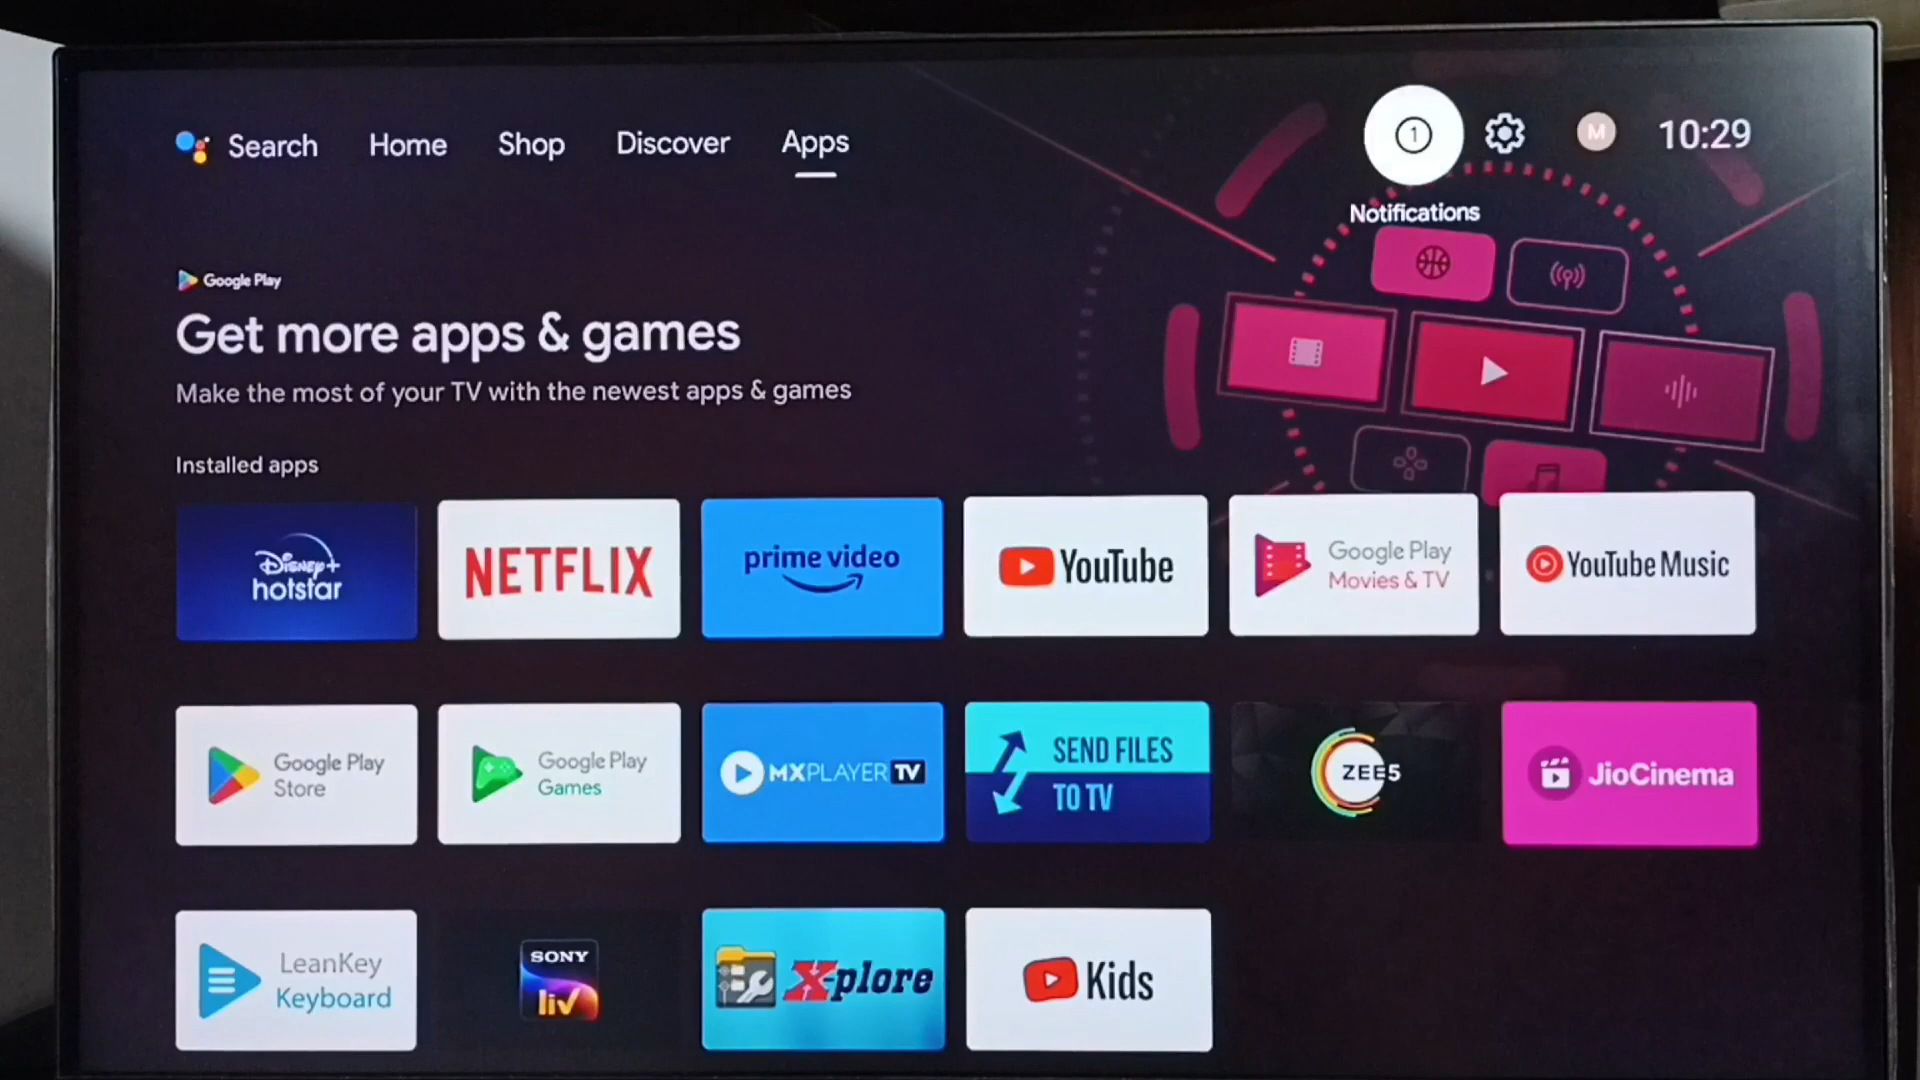 Search Home Shop Discover Apps
1
M
10:29
Notifications
Google Play
Get more apps & games
Make the most of your TV with the newest apps & games
Installed apps
Disney+
hotstar
NETFLIX
prime video
YouTube
Google Play
Movies & TV
YouTube Music
Google Play
Store
Google Play
Games
MXPLAYER TV
SEND FILES
TO TV
ZEE5
JioCinema
LeanKey
Keyboard
SONY
liv
X-plore
Kids